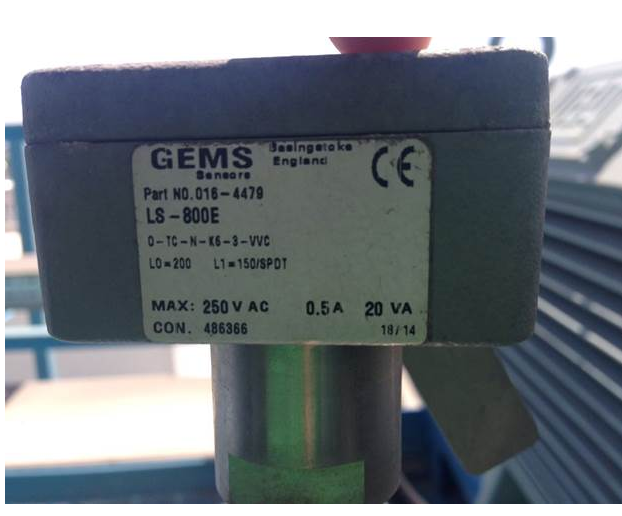 GEMS Basingstoke
Sensors England CE
Part NO.016-4479
LS-800E
O-TC-N-K6-3-VVC
L0=200 L1=150/SPDT
MAX: 250 V AC 0.5 A 20 VA
CON. 486366 18/14